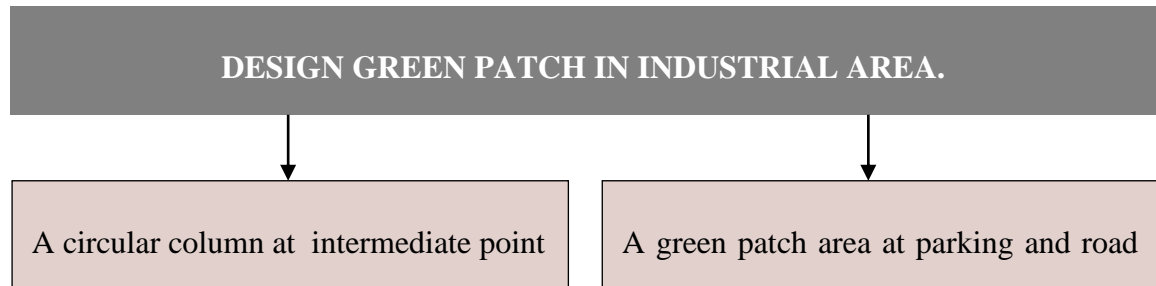 DESIGN GREEN PATCH IN INDUSTRIAL AREA.
A circular column at intermediate point
A green patch area at parking and road